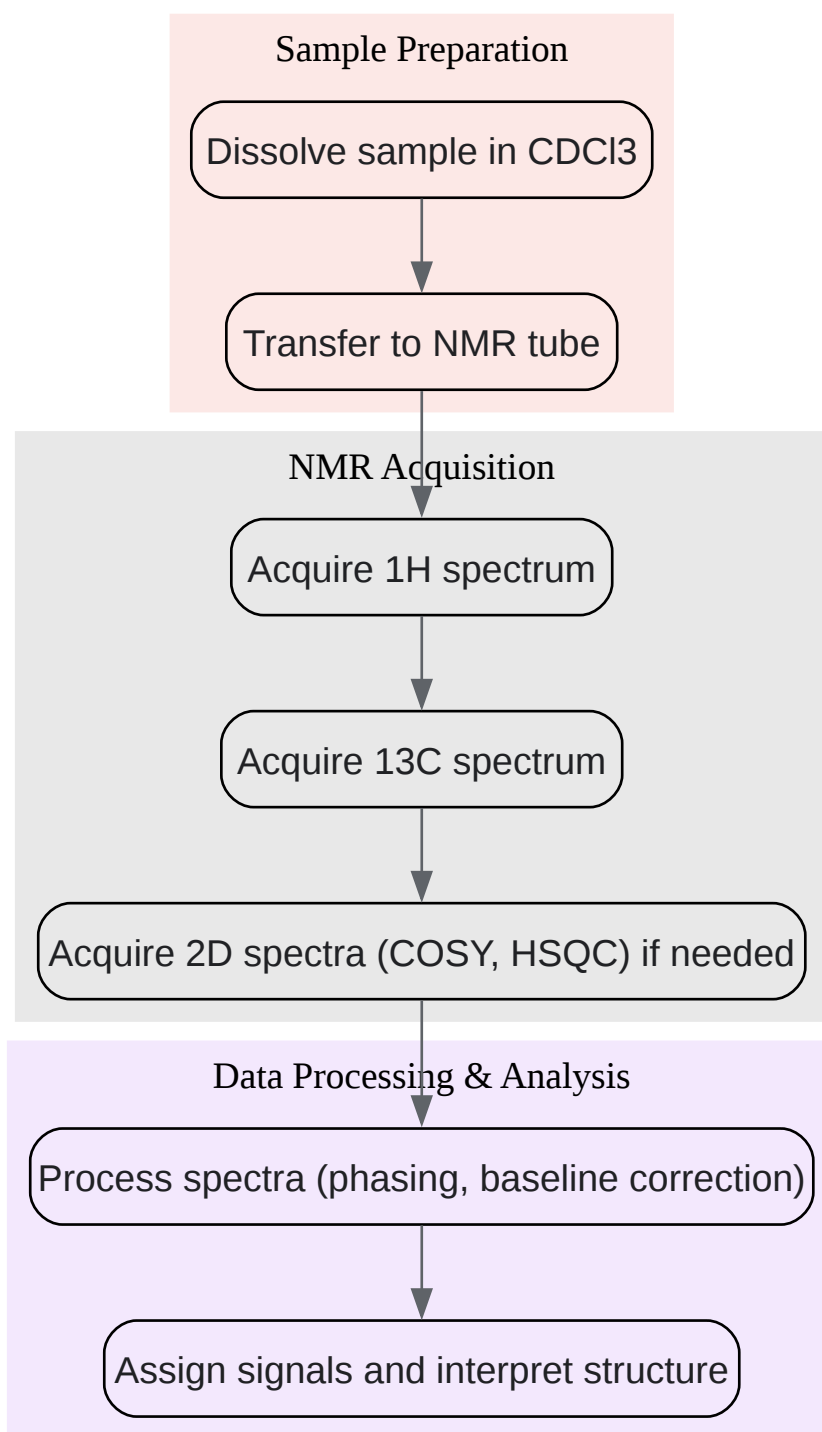 Sample Preparation
Dissolve sample in CDCl3
Transfer to NMR tube
NMR Acquisition
Acquire 1H spectrum
Acquire 13C spectrum
Acquire 2D spectra (COSY, HSQC) if needed
Data Processing & Analysis
Process spectra (phasing, baseline correction)
Assign signals and interpret structure